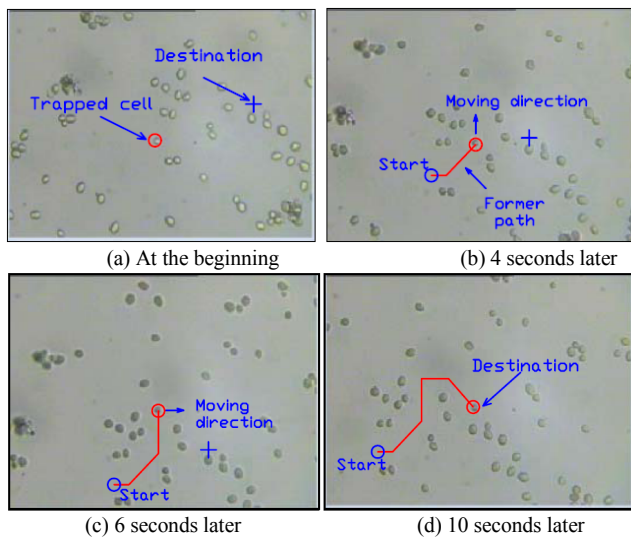 Destination
Trapped cell
(a) At the beginning
Moving direction
Start
Former
path
(b) 4 seconds later
Moving
direction
Start
(c) 6 seconds later
Destination
Start
(d) 10 seconds later